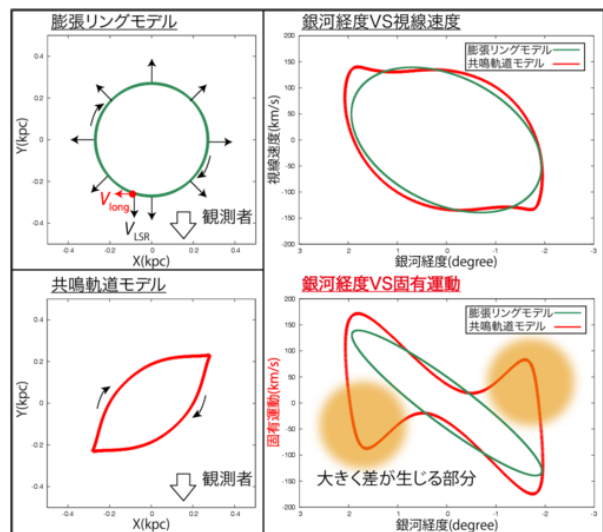 膨張リングモデル
Y(kpc)
0.4
0.2
0
-0.2
-0.4
V long
V LSR
観測者
-0.4 -0.2 0 0.2 0.4
X(kpc)
銀河経度VS視線速度
膨張リングモデル
共鳴軌道モデル
視線速度(km/s)
200
150
100
50
0
-50
-100
-150
-200
3 2 1 0 -1 -2 -3
銀河経度(degree)
共鳴軌道モデル
Y(kpc)
0.4
0.2
0
-0.2
-0.4
観測者
-0.4 -0.2 0 0.2 0.4
X(kpc)
銀河経度VS固有運動
膨張リングモデル
共鳴軌道モデル
固有運動(km/s)
200
150
100
50
0
-50
-100
-150
-200
大きく差が生じる部分
3 2 1 0 -1 -2 -3
銀河経度(degree)